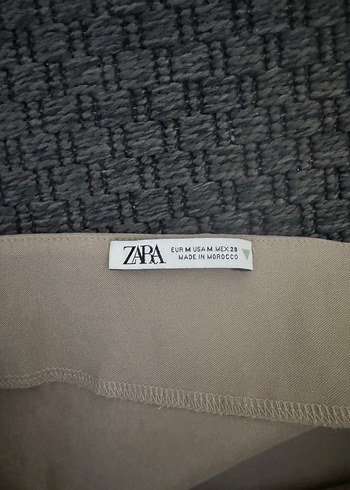 ZARA
EUR M USA M MEX 28
MADE IN MOROCCO